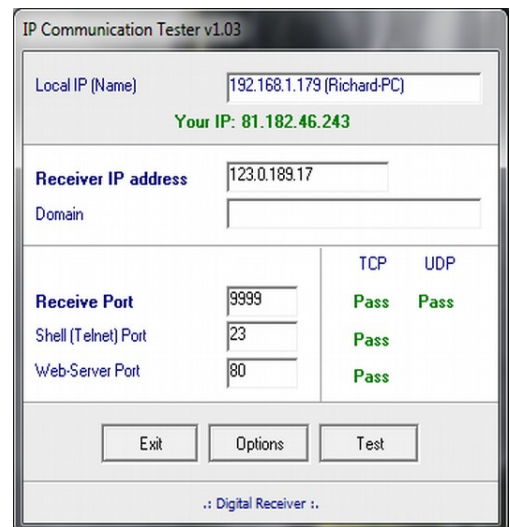 IP Communication Tester v1.03
Local IP (Name) 192.168.1.179 (Richard-PC)
Your IP: 81.182.46.243
Receiver IP address 123.0.189.17
Domain
TCP UDP
Receive Port 9999 Pass Pass
Shell (Telnet) Port 23 Pass
Web-Server Port 80 Pass
Exit Options Test
.: Digital Receiver :.